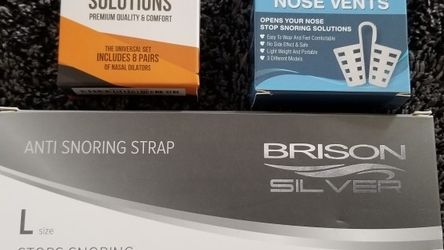 SOLUTIONS
PREMIUM QUALITY & COMFORT
THE UNIVERSAL SET
INCLUDES 8 PAIRS
OF NASAL DILATORS
NOSE VENTS
OPENS YOUR NOSE
STOP SNORING SOLUTIONS
Easy To Wear And Feel Comfortable
No Side Effect & Safe
Light Weight And Portable
3 Different Models
ANTI SNORING STRAP
BRISON
SILVER
L size
STOPS SNORING